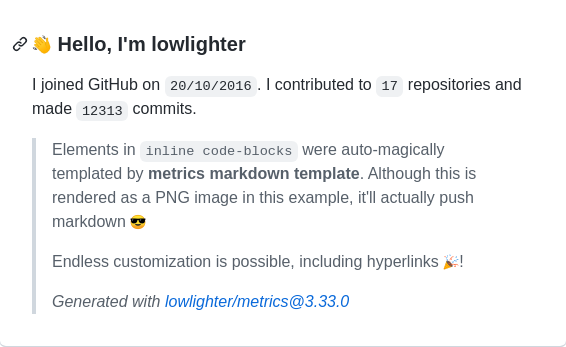 👋 Hello, I'm lowlighter
I joined GitHub on 20/10/2016. I contributed to 17 repositories and
made 12313 commits.
Elements in inline code-blocks were auto-magically
templated by metrics markdown template. Although this is
rendered as a PNG image in this example, it'll actually push
markdown 😎
Endless customization is possible, including hyperlinks 🎉!
Generated with lowlighter/metrics@3.33.0